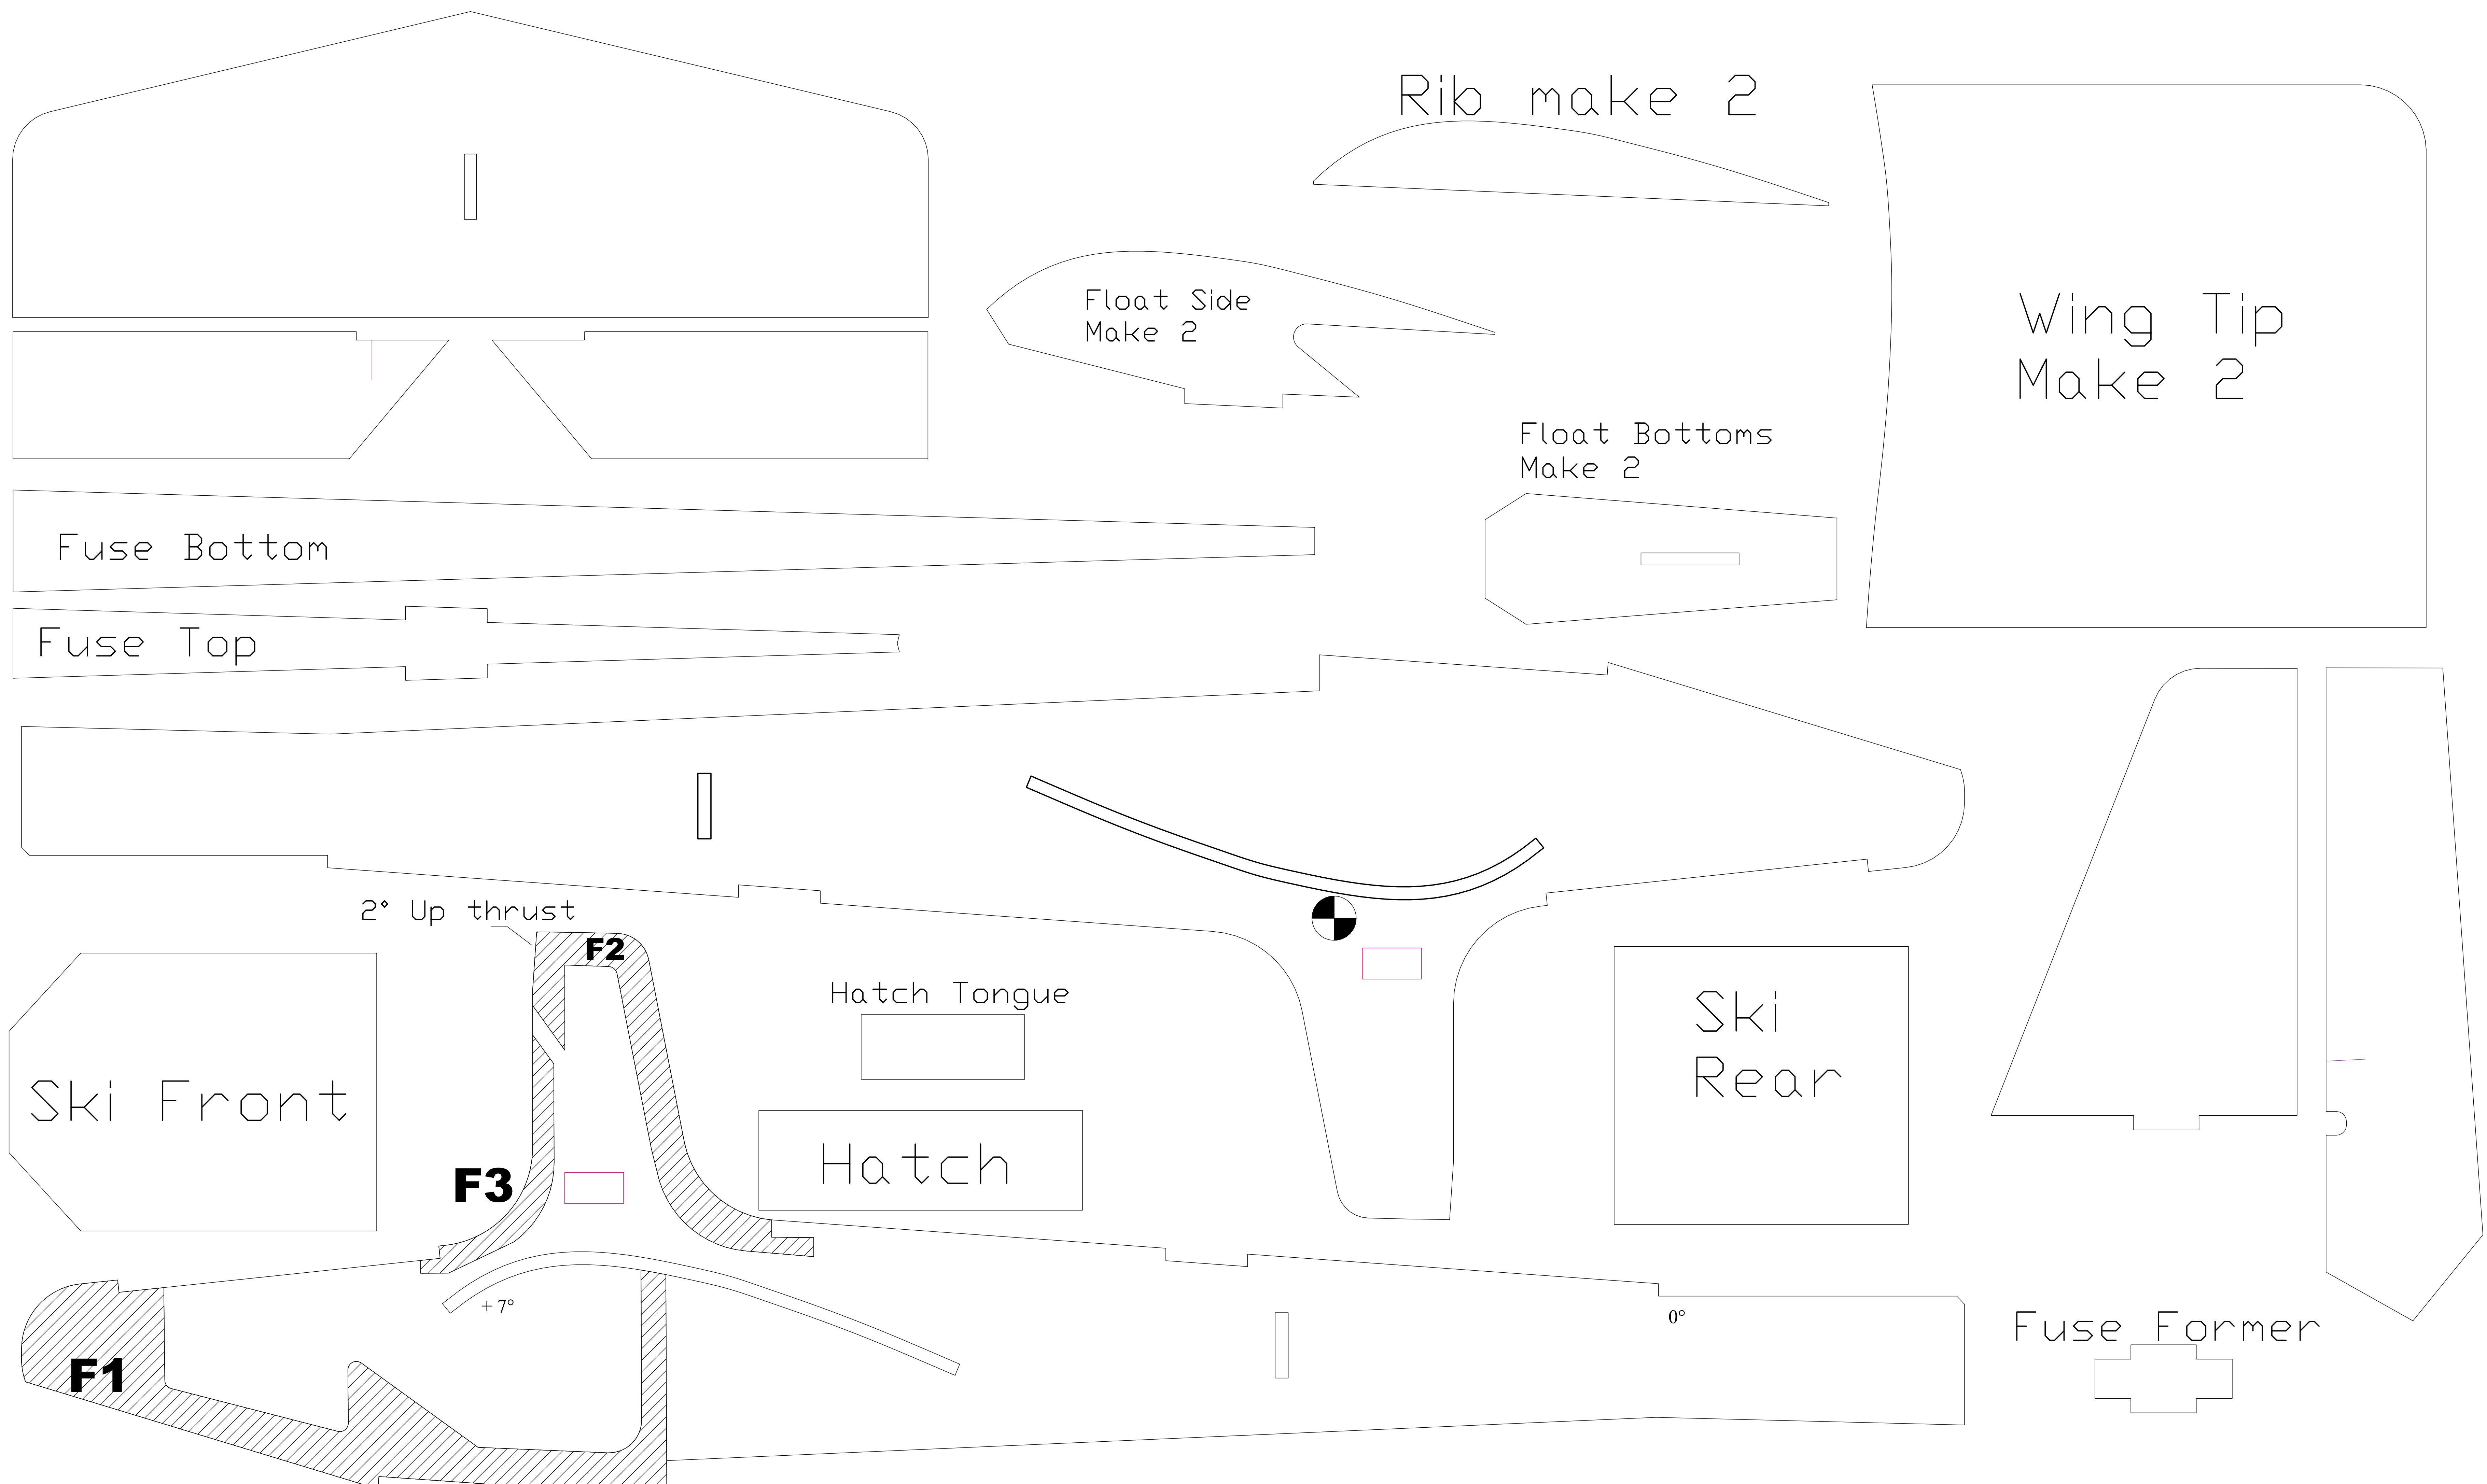 Rib make 2
Float Side
Make 2
Wing Tip
Make 2
Float Bottoms
Make 2
Fuse Bottom
Fuse Top
2° Up thrust
F2
Hatch Tongue
Ski
Rear
Ski Front
Hatch
F3
+ 7°
0°
Fuse Former
F1